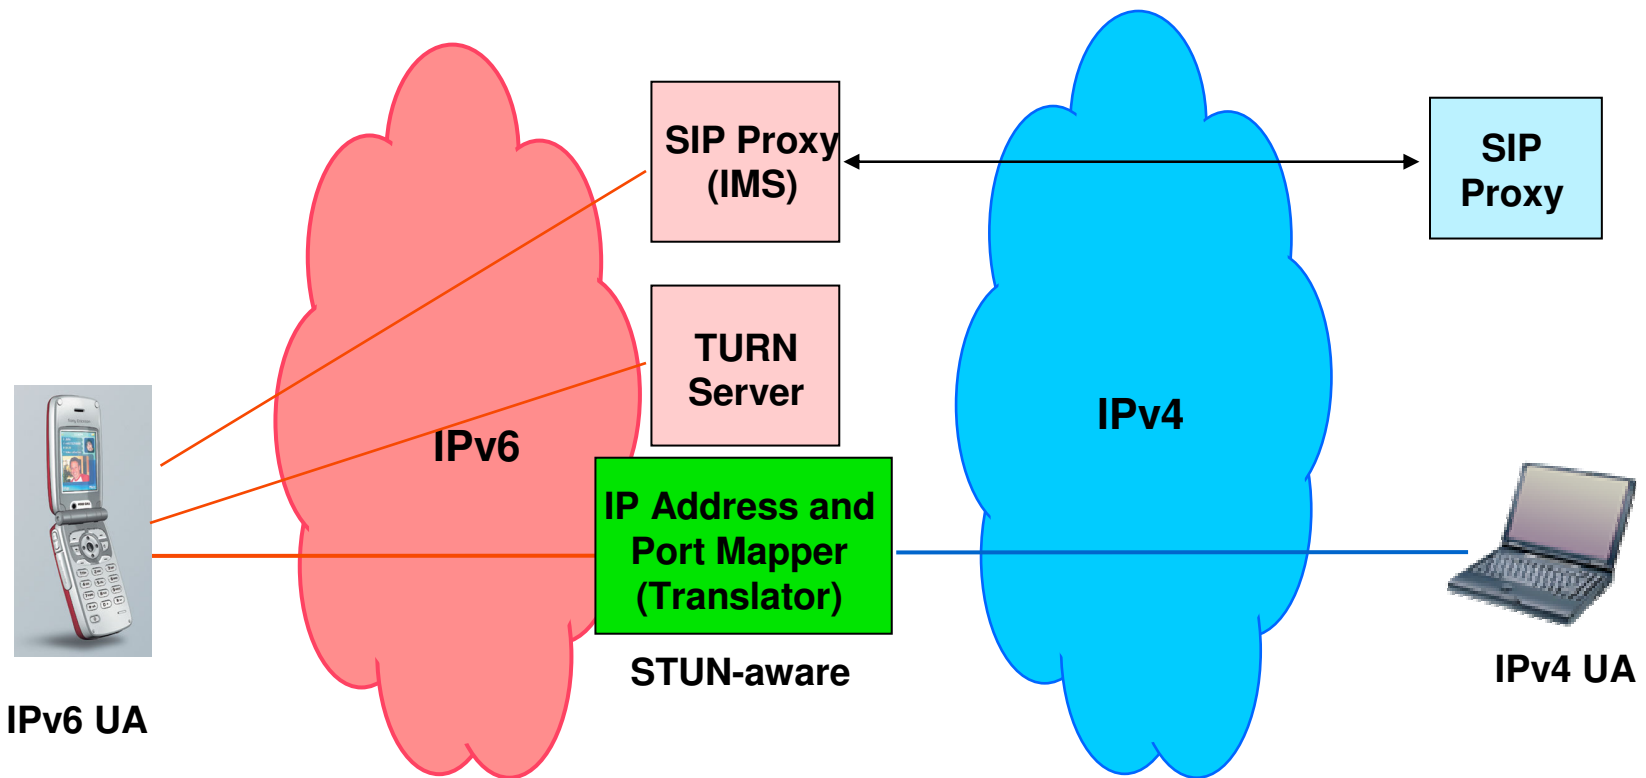 SIP Proxy
(IMS)
SIP
Proxy
TURN
Server
IPv6
IPv4
IP Address and
Port Mapper
(Translator)
STUN-aware
IPv6 UA
IPv4 UA